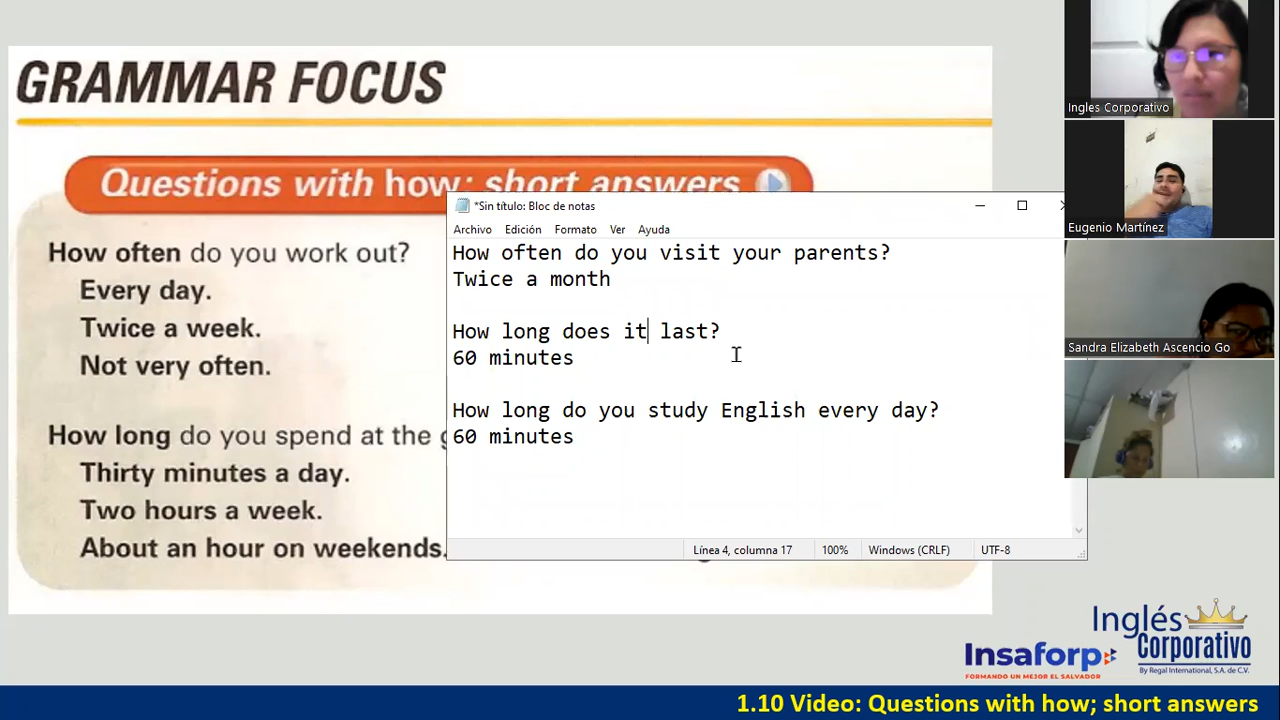 GRAMMAR FOCUS
Questions with how; short answers
How often do you work out?
Every day.
Twice a week.
Not very often.
How long do you spend at the g
Thirty minutes a day.
Two hours a week.
About an hour on weekends.
*Sin título: Bloc de notas
Archivo Edición Formato Ver Ayuda
How often do you visit your parents?
Twice a month
How long does it last?
60 minutes
How long do you study English every day?
60 minutes
Línea 4, columna 17 100% Windows (CRLF) UTF-8
Ingles Corporativo
Eugenio Martínez
Sandra Elizabeth Ascencio Go
Insaforp
FORMANDO UN MEJOR EL SALVADOR
Inglés
Corporativo
By Regal International, S.A. de C.V.
1.10 Video: Questions with how; short answers